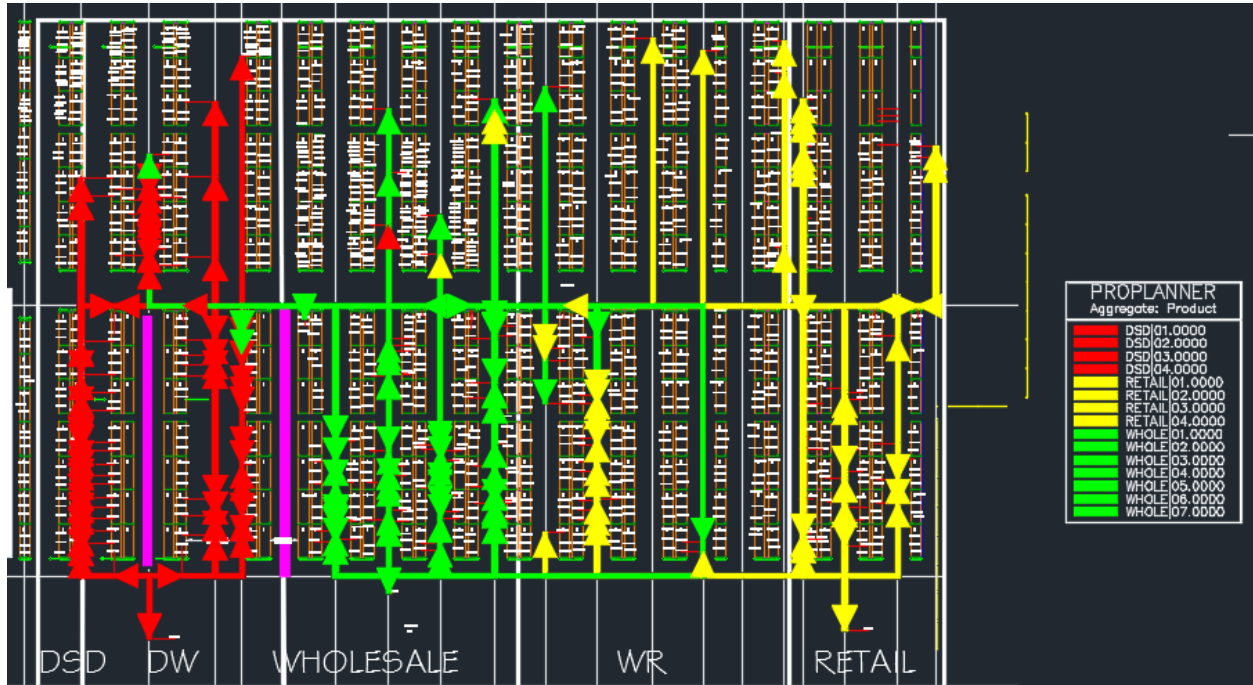 PROPLANNER
Aggregate: Product
DSD|01.0000
DSD|02.0000
DSD|03.0000
DSD|04.0000
RETAIL|01.0000
RETAIL|02.0000
RETAIL|03.0000
RETAIL|04.0000
WHOLE|01.0000
WHOLE|02.0000
WHOLE|03.0000
WHOLE|04.0000
WHOLE|05.0000
WHOLE|06.0000
WHOLE|07.0000
DSD DW WHOLESALE WR RETAIL